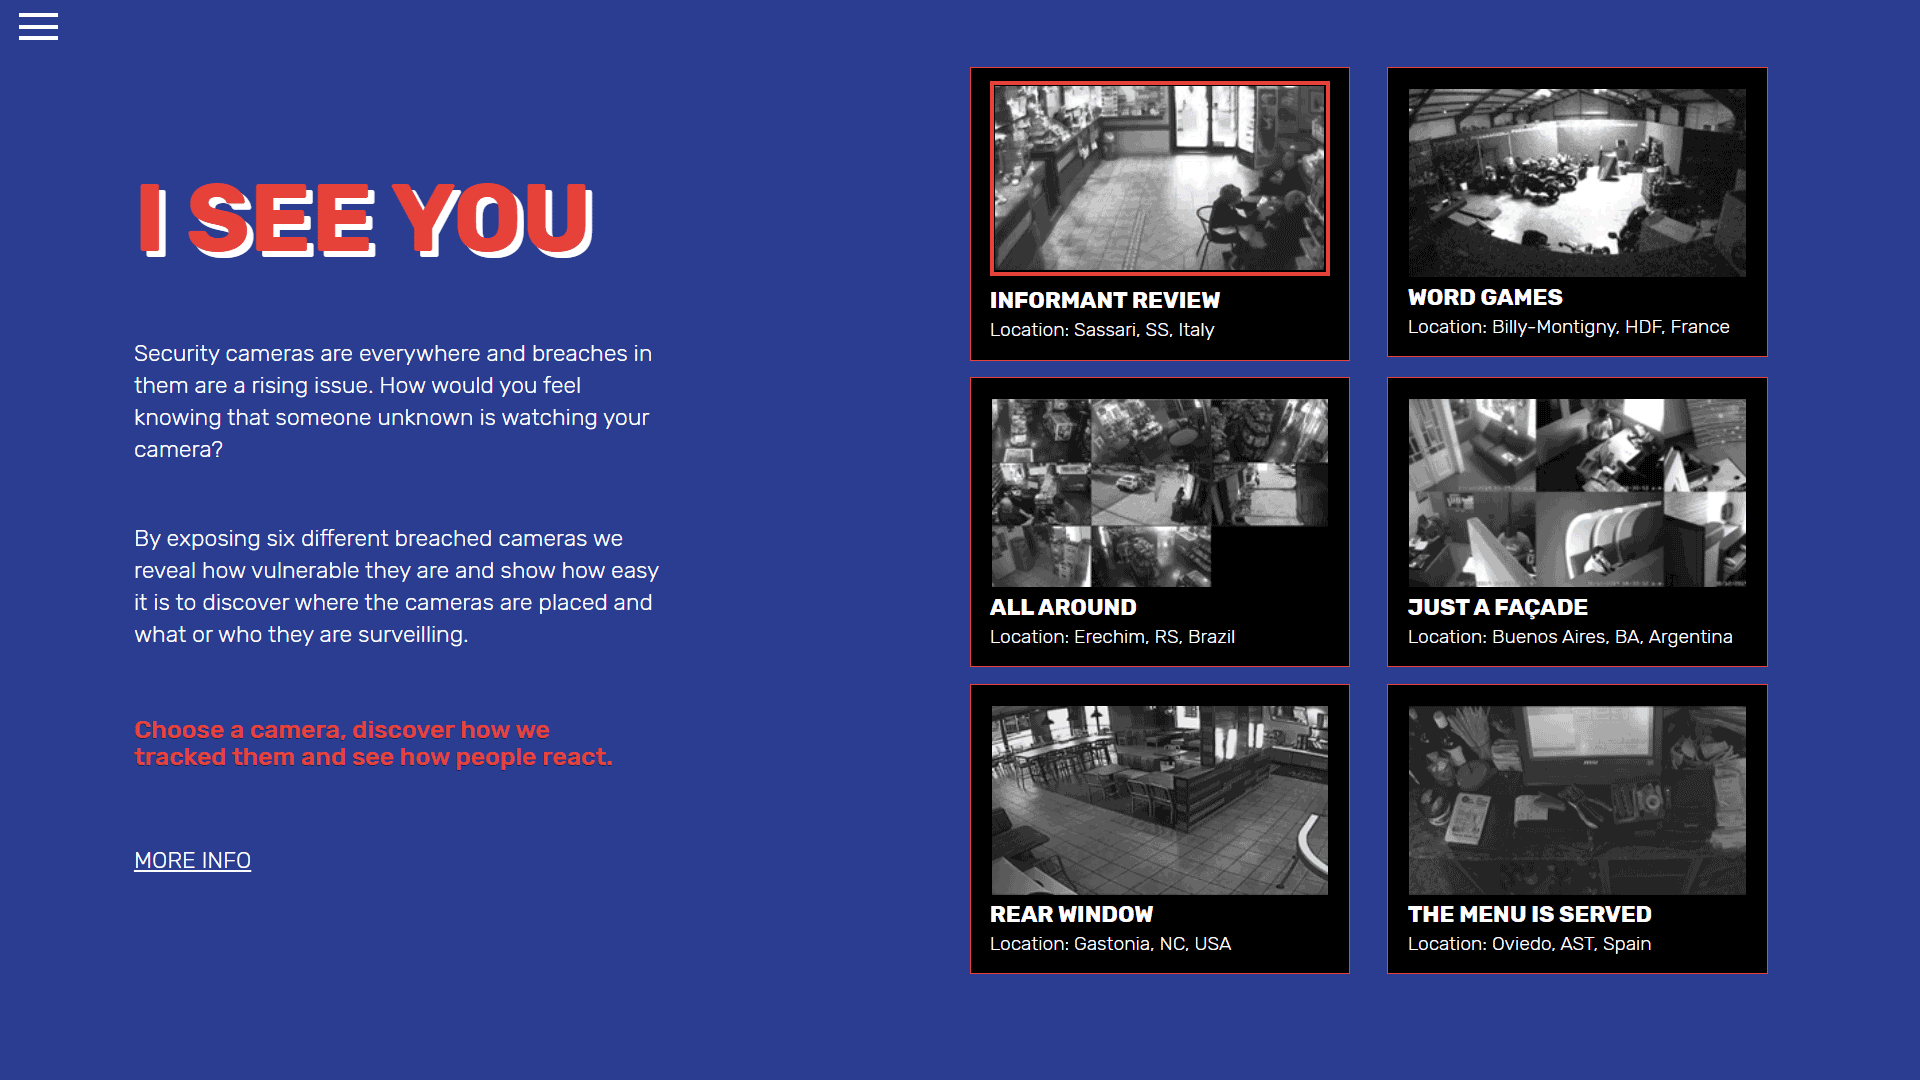 I SEE YOU
Security cameras are everywhere and breaches in
them are a rising issue. How would you feel
knowing that someone unknown is watching your
camera?
By exposing six different breached cameras we
reveal how vulnerable they are and show how easy
it is to discover where the cameras are placed and
what or who they are surveilling.
Choose a camera, discover how we
tracked them and see how people react.
MORE INFO
INFORMANT REVIEW
Location: Sassari, SS, Italy
WORD GAMES
Location: Billy-Montigny, HDF, France
ALL AROUND
Location: Erechim, RS, Brazil
JUST A FAÇADE
Location: Buenos Aires, BA, Argentina
REAR WINDOW
Location: Gastonia, NC, USA
THE MENU IS SERVED
Location: Oviedo, AST, Spain